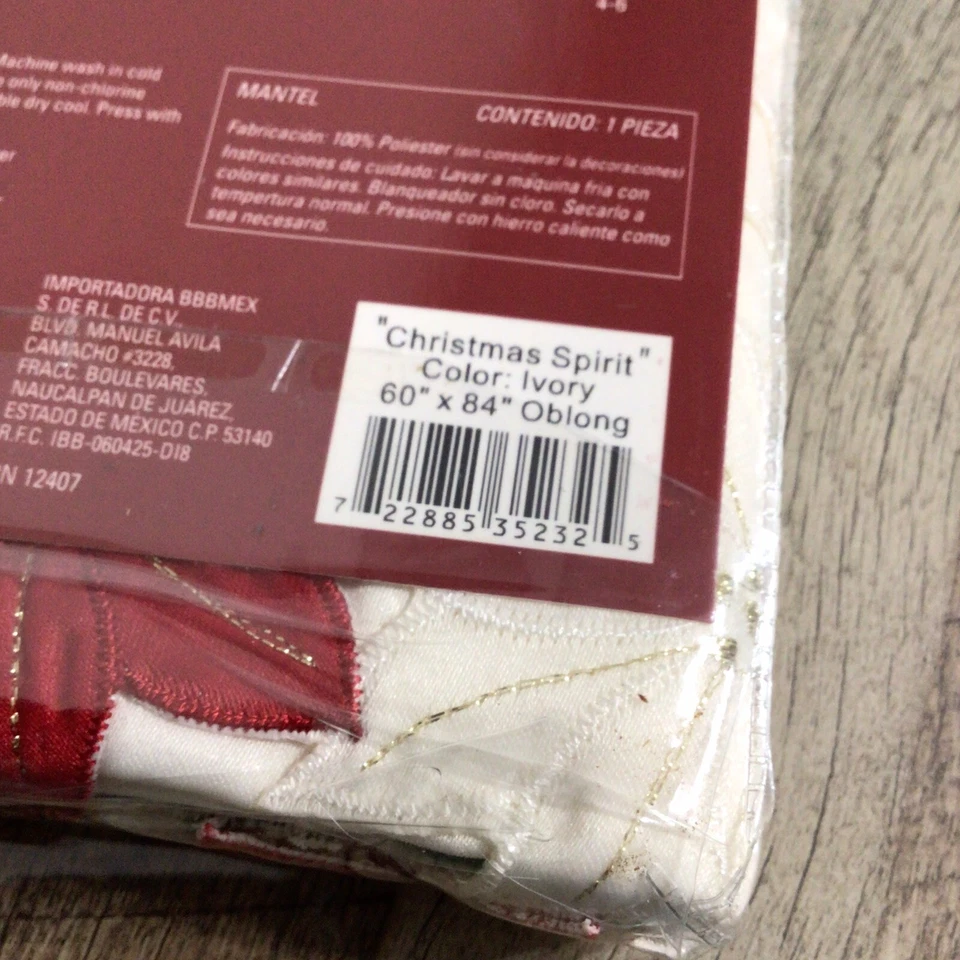 4-6
Machine wash in cold
only non-chlorine
dry cool. Press with
MANTEL
CONTENIDO: 1 PIEZA
Fabricación: 100% Poliester (sin considerar la decoraciones)
Instrucciones de cuidado: Lavar a máquina fria con
colores similares. Blanqueador sin cloro. Secarlo a
tempertura normal. Presione con hierro caliente como
sea necesario.
IMPORTADORA BBBMEX
S. DE R.L. DE C.V.,
BLVD. MANUEL AVILA
CAMACHO #3228,
FRACC. BOULEVARES,
NAUCALPAN DE JUAREZ,
ESTADO DE MÉXICO C.P. 53140
R.F.C. IBB-060425-DI8
N 12407
"Christmas Spirit"
Color: Ivory
60" x 84" Oblong
7 22885 35232 5